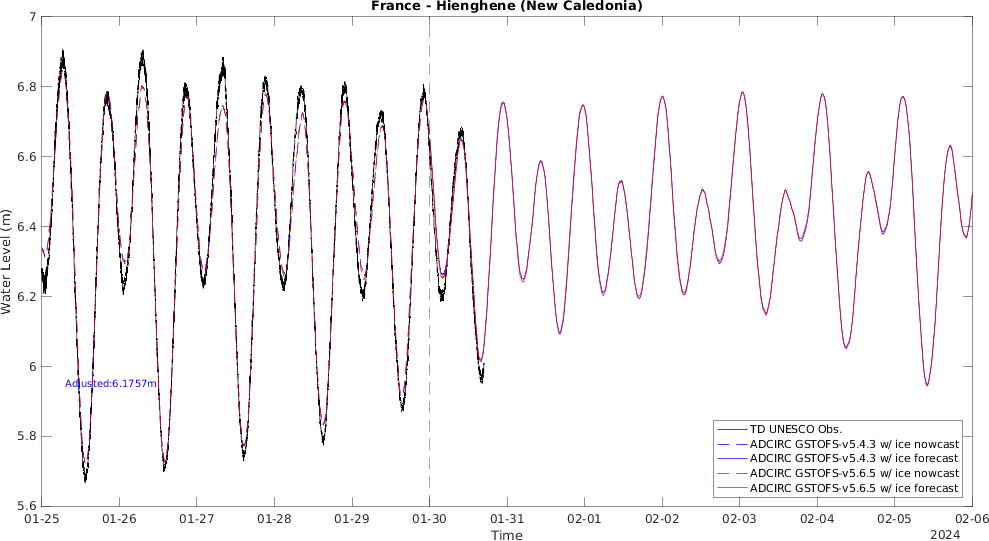 France - Hienghene (New Caledonia)
7
6.8
6.6
6.4
6.2
6
5.8
5.6
Water Level (m)
Adjusted:6.1757m
TD UNESCO Obs.
ADCIRC GSTOFS-v5.4.3 w/ ice nowcast
ADCIRC GSTOFS-v5.4.3 w/ ice forecast
ADCIRC GSTOFS-v5.6.5 w/ ice nowcast
ADCIRC GSTOFS-v5.6.5 w/ ice forecast
01-25 01-26 01-27 01-28 01-29 01-30 01-31 02-01 02-02 02-03 02-04 02-05 02-06
Time
2024